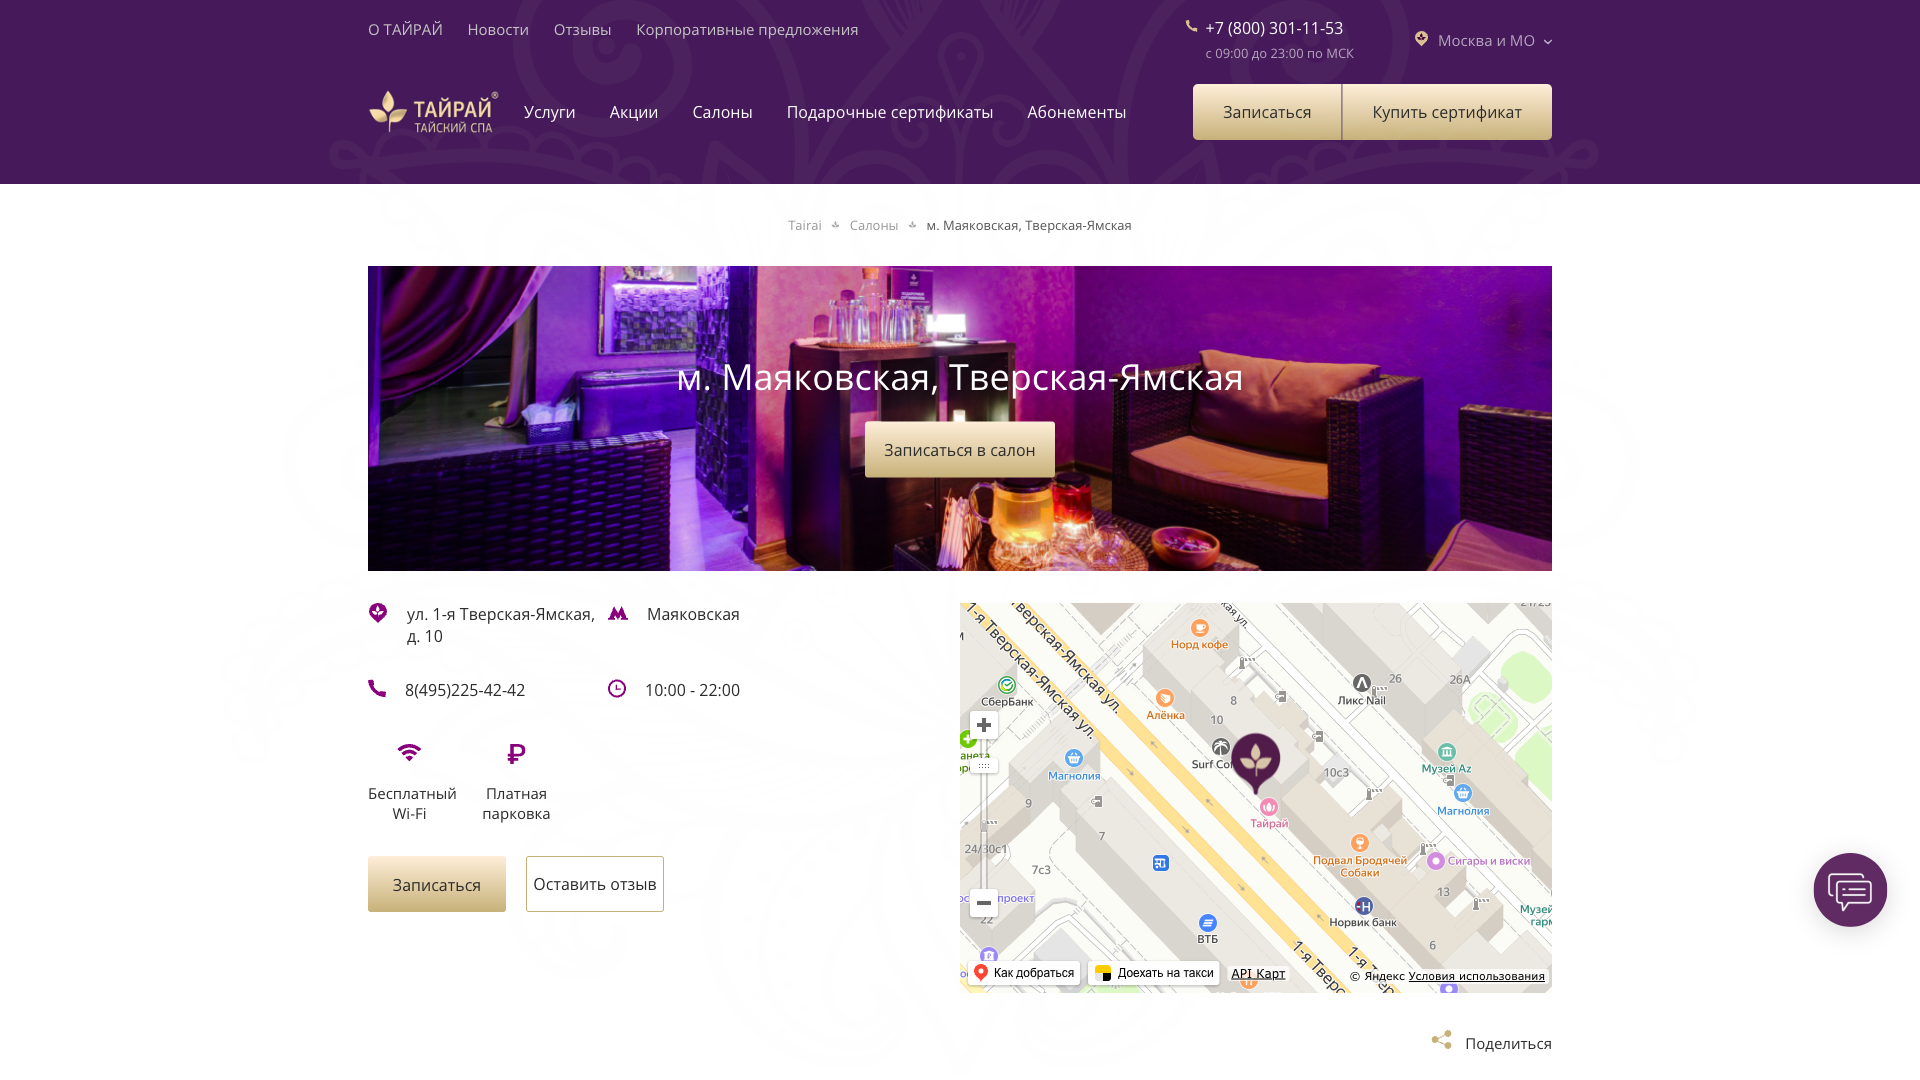 О ТАЙРАЙ
Новости
Отзывы
Корпоративные предложения
+7 (800) 301-11-53
с 09:00 до 23:00 по МСК
Москва и МО
ТАЙРАЙ®
ТАЙСКИЙ СПА
Услуги
Акции
Салоны
Подарочные сертификаты
Абонементы
Записаться
Купить сертификат
Tairai
Салоны
м. Маяковская, Тверская-Ямская
м. Маяковская, Тверская-Ямская
Записаться в салон
ул. 1-я Тверская-Ямская,
д. 10
Маяковская
8(495)225-42-42
10:00 - 22:00
Бесплатный
Wi-Fi
Платная
парковка
Записаться
Оставить отзыв
1-я Тверская-Ямская ул.
Тверская-Ямская ул.
Норд кофе
СберБанк
Алёнка
8
10
26
26А
Ликс Nail
Surf Co
Магнолия
10с3
Музей Az
Магнолия
Тайрай
9
7
24/30с1
7с3
Подвал Бродячей
Собаки
Сигары и виски
13
проект
22
Норвик банк
Музей
гарм
ВТБ
6
1-я Тверс
1-я
Как добраться
Доехать на такси
API Карт
© Яндекс Условия использования
Поделиться